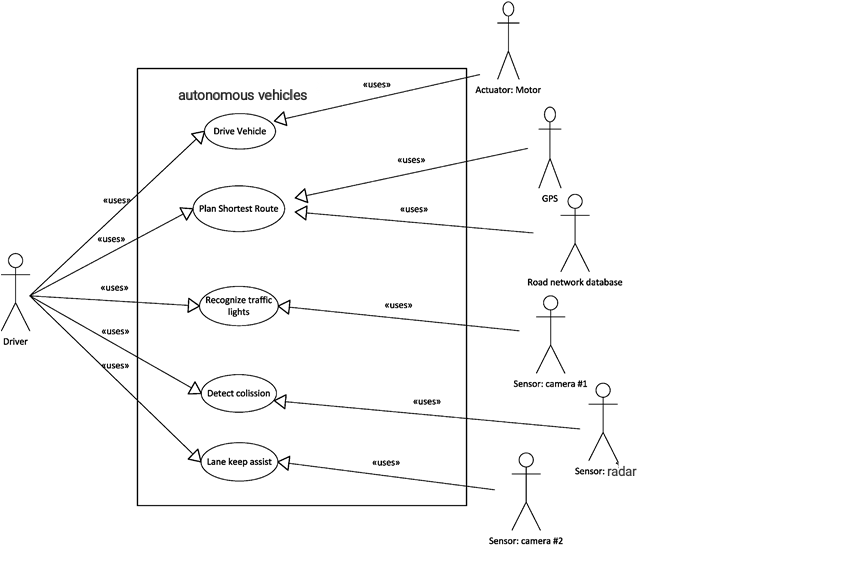 Actuator: Motor
«uses»
autonomous vehicles
Drive Vehicle
«uses»
GPS
«uses»
Plan Shortest Route
«uses»
«uses»
Road network database
«uses»
Recognize traffic
lights
«uses»
Driver
«uses»
Sensor: camera #1
«uses»
Detect colission
«uses»
Sensor: radar
Lane keep assist
«uses»
Sensor: camera #2